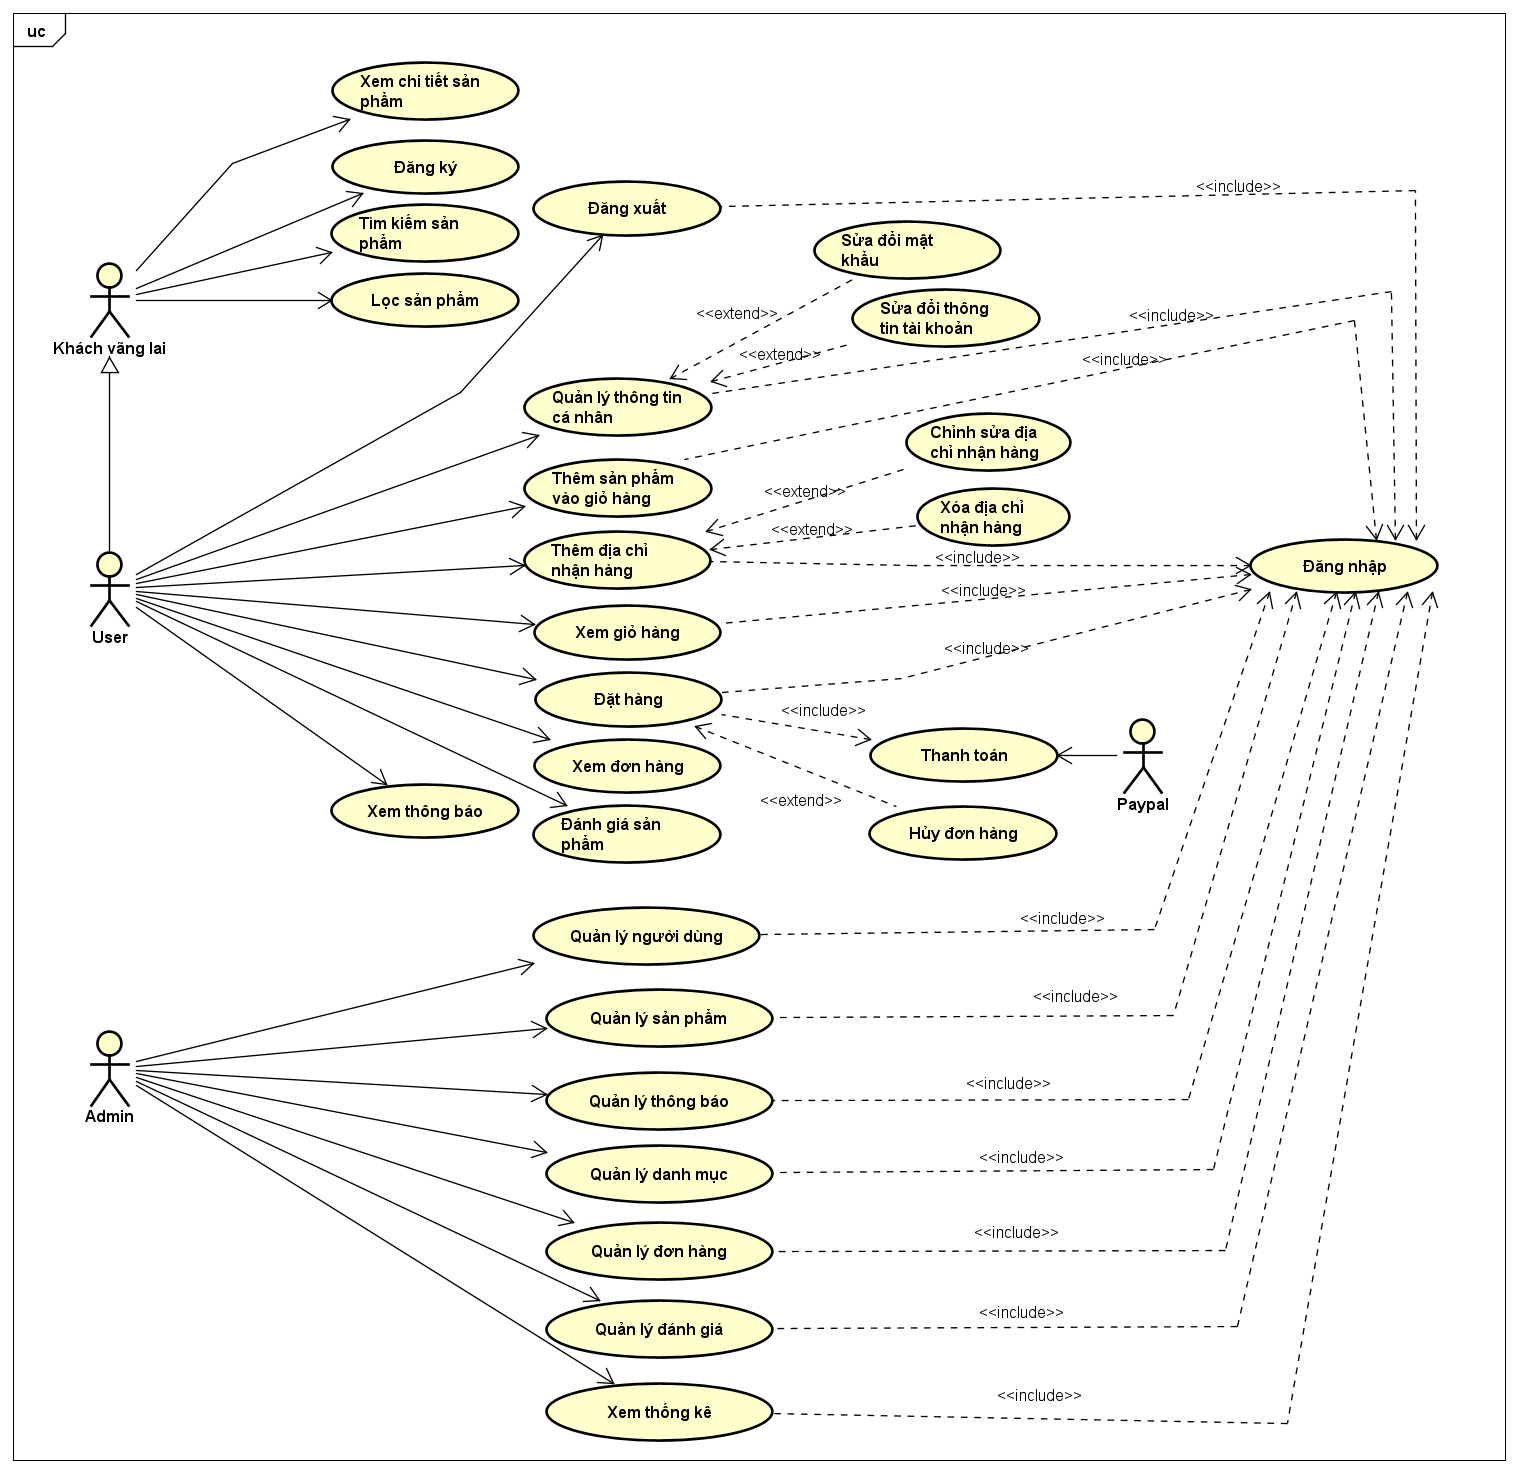 uc
Xem chi tiết sản
phẩm
Đăng ký
Tìm kiếm sản
phẩm
Lọc sản phẩm
Khách vãng lai
Đăng xuất
<<include>>
Sửa đổi mật
khẩu
<<extend>>
Sửa đổi thông
tin tài khoản
<<extend>>
<<include>>
<<include>>
Quản lý thông tin
cá nhân
Chỉnh sửa địa
chỉ nhận hàng
Thêm sản phẩm
vào giỏ hàng
<<extend>>
Xóa địa chỉ
nhận hàng
<<extend>>
Thêm địa chỉ
nhận hàng
<<include>>
Đăng nhập
<<include>>
User
Xem giỏ hàng
<<include>>
Đặt hàng
<<include>>
Thanh toán
Paypal
Xem đơn hàng
<<extend>>
Xem thông báo
Đánh giá sản
phẩm
Hủy đơn hàng
<<include>>
Quản lý người dùng
<<include>>
Quản lý sản phẩm
<<include>>
Quản lý thông báo
Admin
<<include>>
Quản lý danh mục
<<include>>
Quản lý đơn hàng
<<include>>
Quản lý đánh giá
<<include>>
Xem thống kê